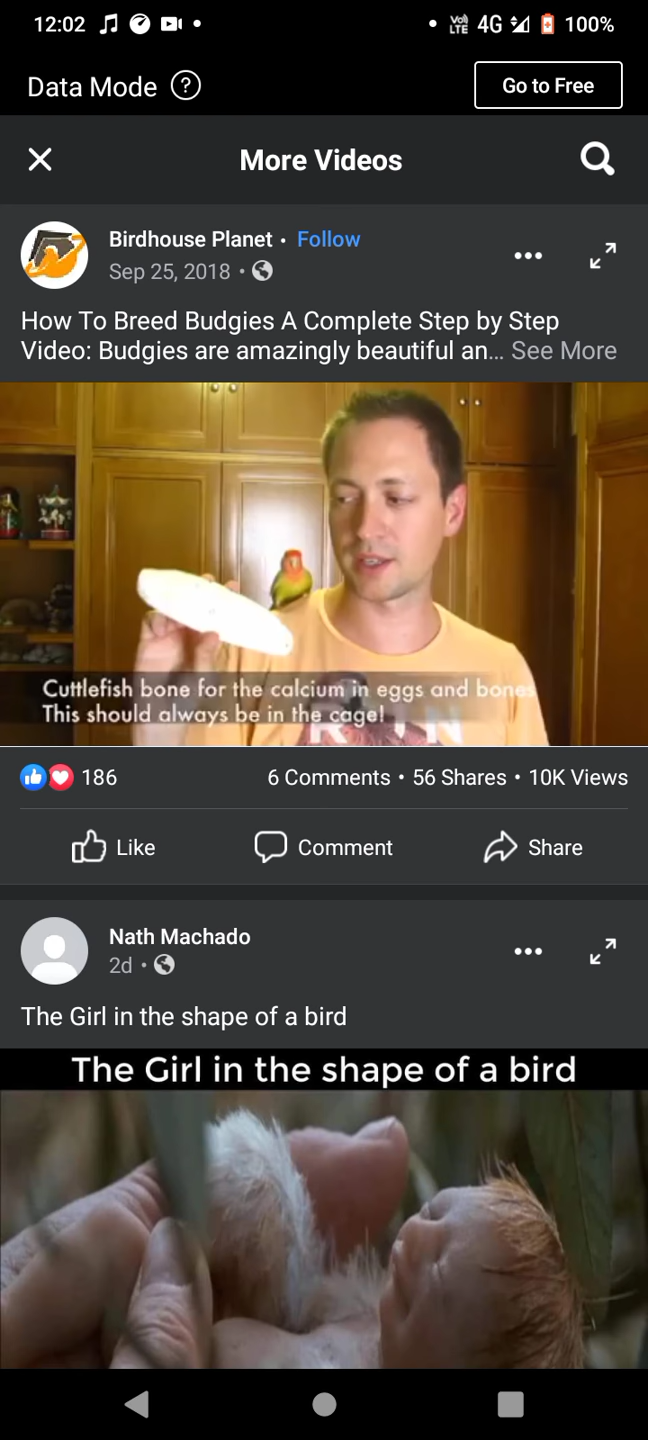 12:02 VoI) LTE 4G 100%
Data Mode ? Go to Free
More Videos
Birdhouse Planet • Follow
Sep 25, 2018 •
How To Breed Budgies A Complete Step by Step
Video: Budgies are amazingly beautiful an... See More
Cuttlefish bone for the calcium in eggs and bones
This should always be in the cage!
186 6 Comments • 56 Shares • 10K Views
Like Comment Share
Nath Machado
2d •
The Girl in the shape of a bird
The Girl in the shape of a bird